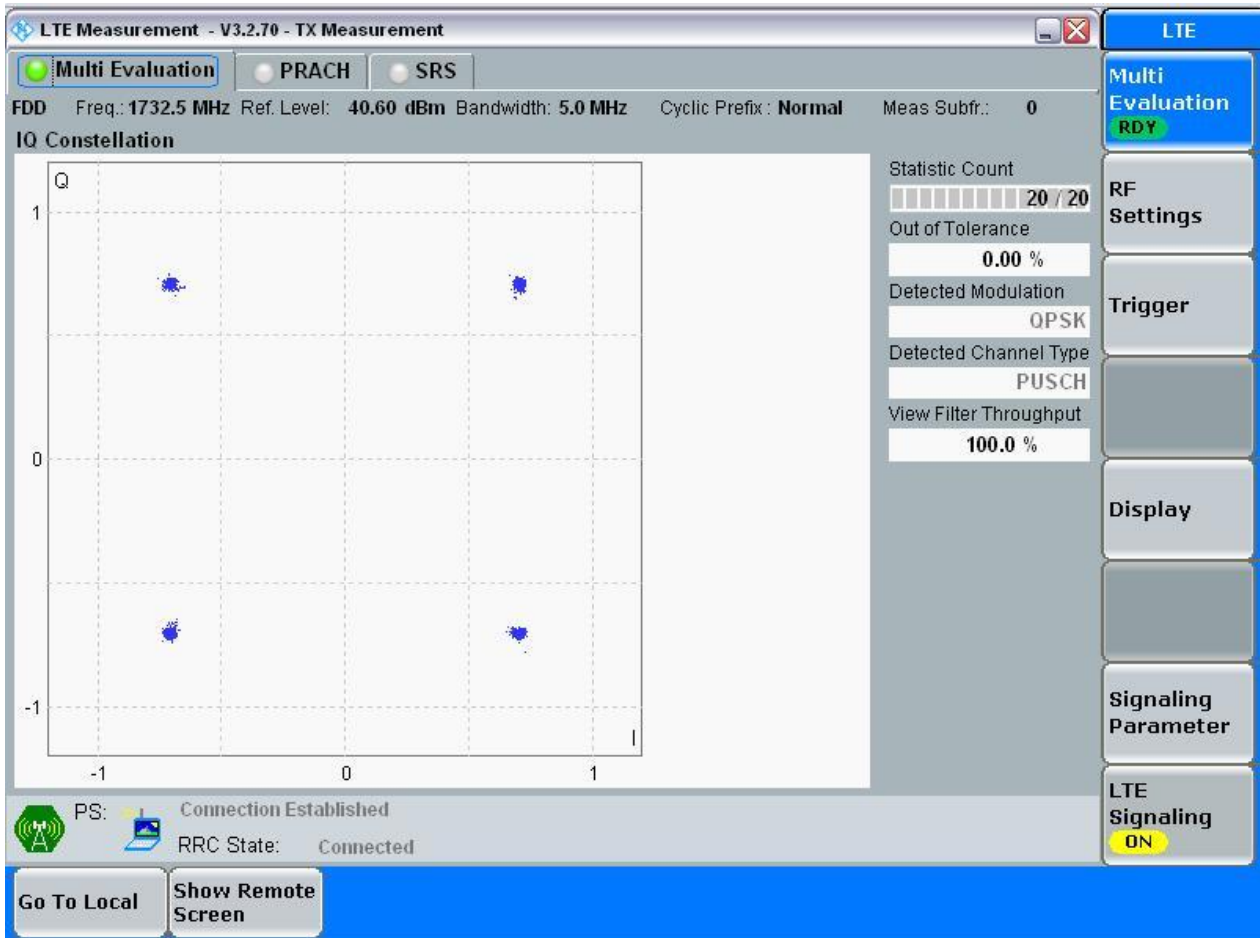 LTE Measurement - V3.2.70 - TX Measurement
LTE
Multi Evaluation PRACH SRS
FDD Freq.: 1732.5 MHz Ref. Level: 40.60 dBm Bandwidth: 5.0 MHz Cyclic Prefix : Normal Meas Subfr.: 0
IQ Constellation
Q
1
0
-1
I
-1 0 1
Statistic Count
20 / 20
Out of Tolerance
0.00 %
Detected Modulation
QPSK
Detected Channel Type
PUSCH
View Filter Throughput
100.0 %
Multi
Evaluation
RDY
RF
Settings
Trigger
Display
Signaling
Parameter
LTE
Signaling
ON
PS: Connection Established
RRC State: Connected
Go To Local
Show Remote
Screen